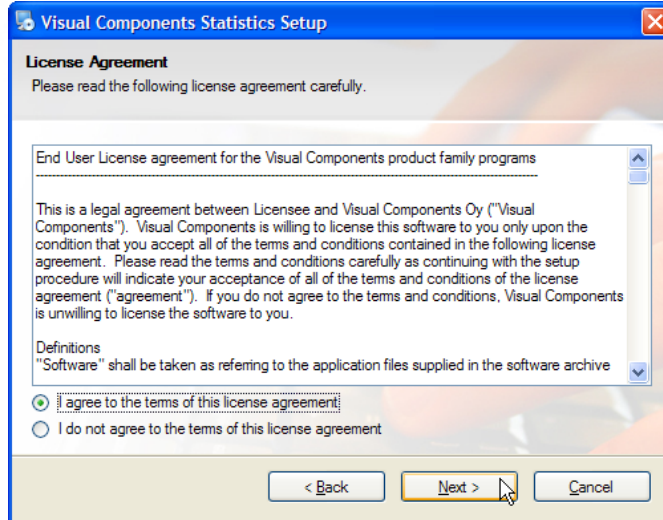 Visual Components Statistics Setup
License Agreement
Please read the following license agreement carefully.
End User License agreement for the Visual Components product family programs
This is a legal agreement between Licensee and Visual Components Oy ("Visual
Components").  Visual Components is willing to license this software to you only upon the
condition that you accept all of the terms and conditions contained in the following license
agreement.  Please read the terms and conditions carefully as continuing with the setup
procedure will indicate your acceptance of all of the terms and conditions of the license
agreement ("agreement").  If you do not agree to the terms and conditions, Visual Components
is unwilling to license the software to you.
Definitions
"Software" shall be taken as referring to the application files supplied in the software archive
I agree to the terms of this license agreement
I do not agree to the terms of this license agreement
< Back Next > Cancel